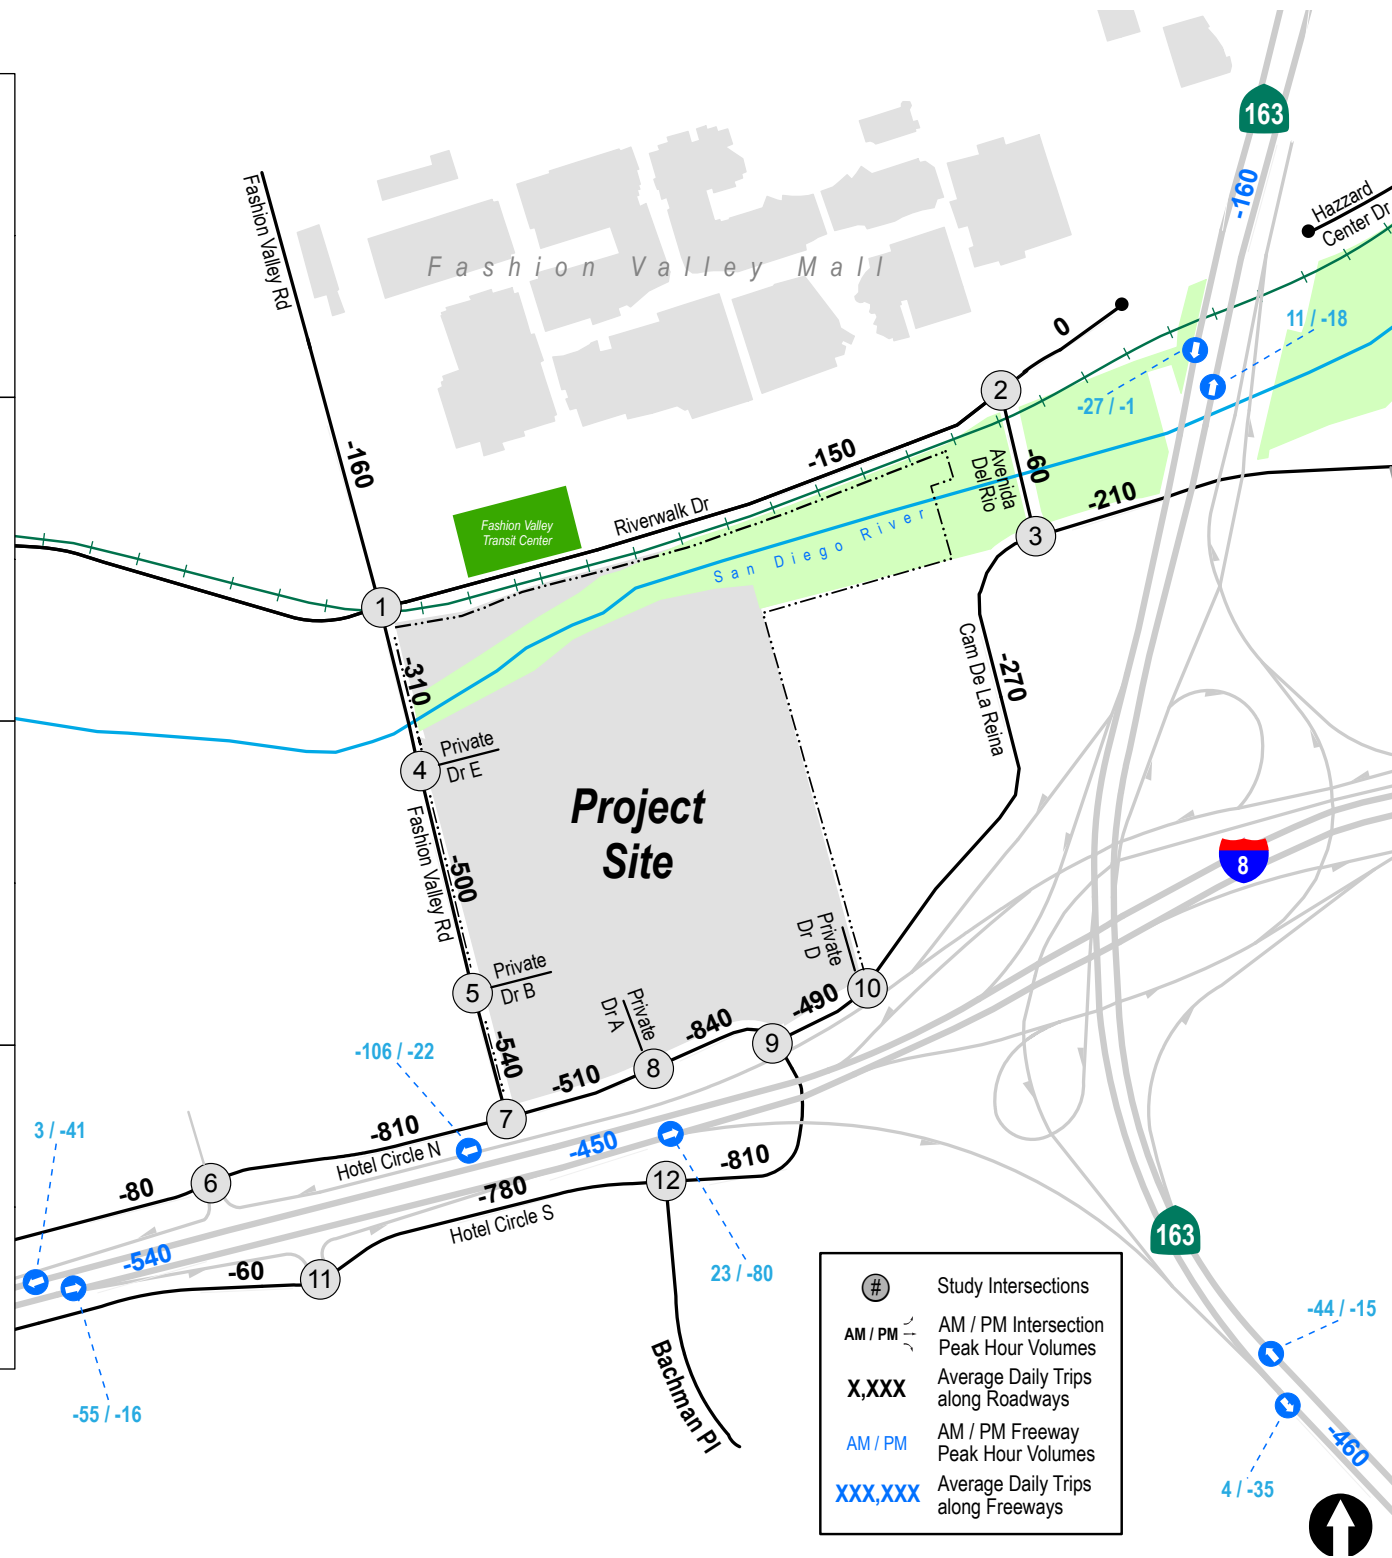 163
-160
Hazzard
Center Dr
Fashion Valley Rd
Fashion Valley Mall
0
11 / -18
2
-27 / -1
-160
-150
Avenida
Del Rio
-60
-210
Fashion Valley
Transit Center
Riverwalk Dr
San Diego River
3
1
-310
Cam De La Reina
-270
Private
Dr E
4
Project
Site
Fashion Valley Rd
-500
8
Private
Dr D
Private
Dr B
5
10
-490
Private
Dr A
-840
9
-540
-106 / -22
8
-510
7
3 / -41
-810
Hotel Circle N
-450
-810
12
6
-80
-780
Hotel Circle S
163
-540
-60
11
23 / -80
#
Study Intersections
AM / PM
AM / PM Intersection
Peak Hour Volumes
X,XXX
Average Daily Trips
along Roadways
AM / PM
AM / PM Freeway
Peak Hour Volumes
XXX,XXX
Average Daily Trips
along Freeways
-44 / -15
Bachman Pl
-55 / -16
-460
4 / -35